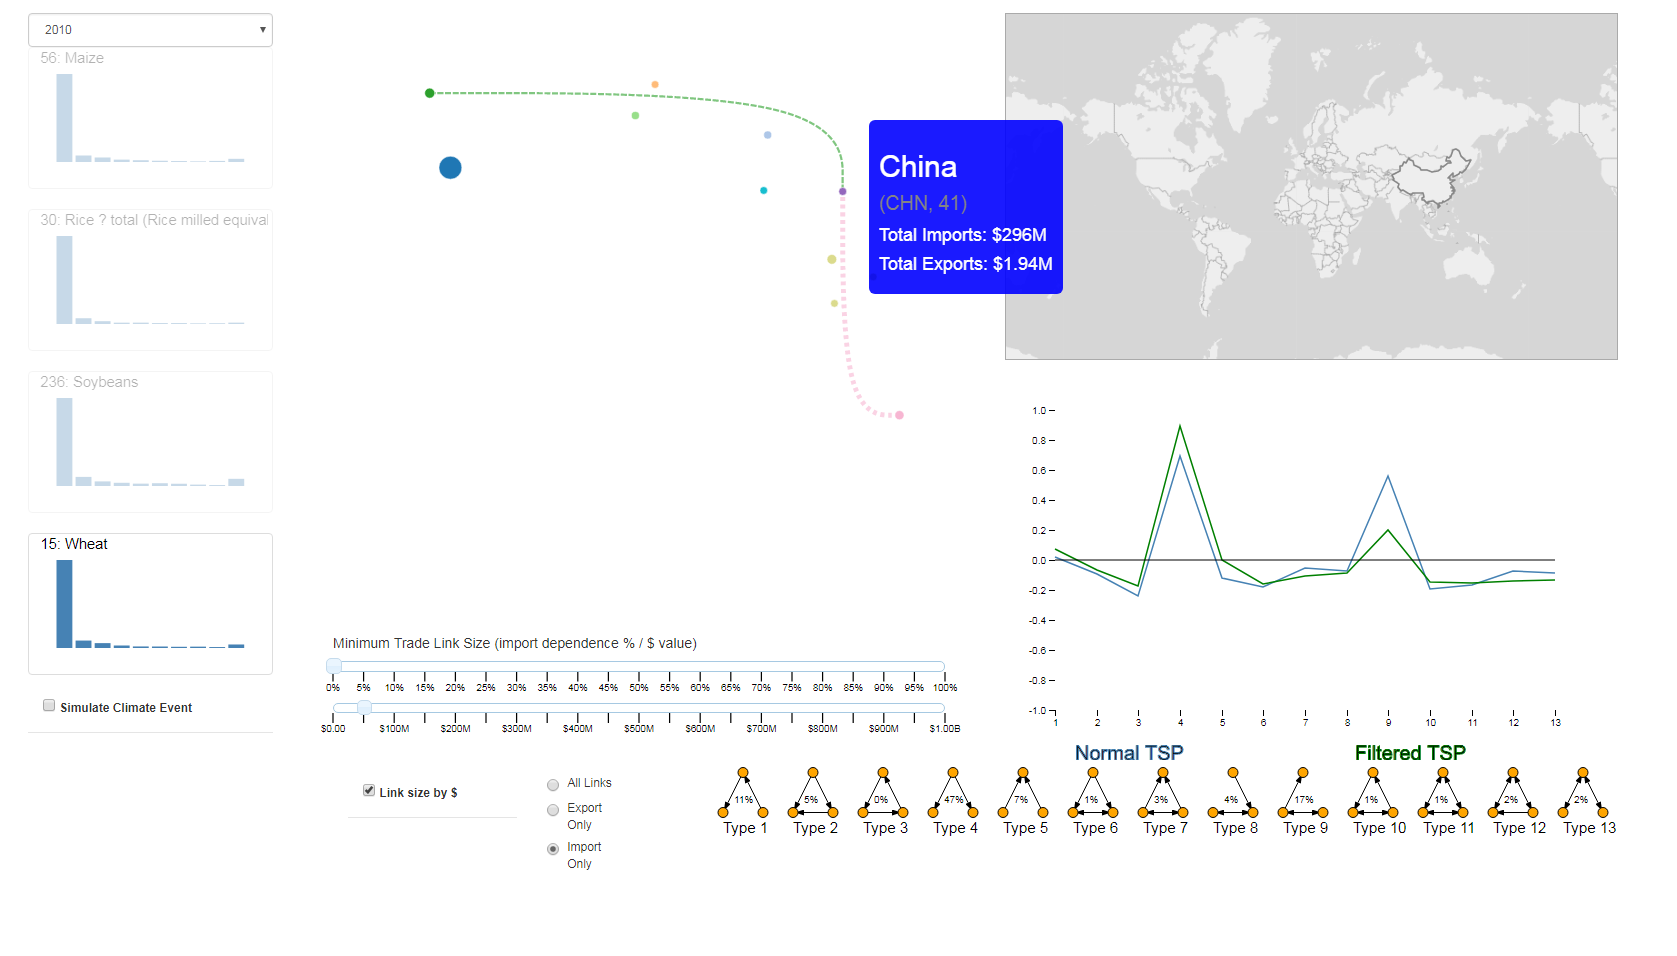 2010
56: Maize
30: Rice ? total (Rice milled equival
236: Soybeans
15: Wheat
Simulate Climate Event
China
(CHN, 41)
Total Imports: $296M
Total Exports: $1.94M
Minimum Trade Link Size (import dependence % / $ value)
0% 5% 10% 15% 20% 25% 30% 35% 40% 45% 50% 55% 60% 65% 70% 75% 80% 85% 90% 95% 100%
$0.00 $100M $200M $300M $400M $500M $600M $700M $800M $900M $1.00B
Link size by $
All Links
Export
Only
Import
Only
1.0
0.8
0.6
0.4
0.2
0.0
-0.2
-0.4
-0.6
-0.8
-1.0
1 2 3 4 5 6 7 8 9 10 11 12 13
Normal TSP Filtered TSP
11% 5% 0% 47% 7% 1% 3% 4% 17% 1% 1% 2% 2%
Type 1 Type 2 Type 3 Type 4 Type 5 Type 6 Type 7 Type 8 Type 9 Type 10 Type 11 Type 12 Type 13